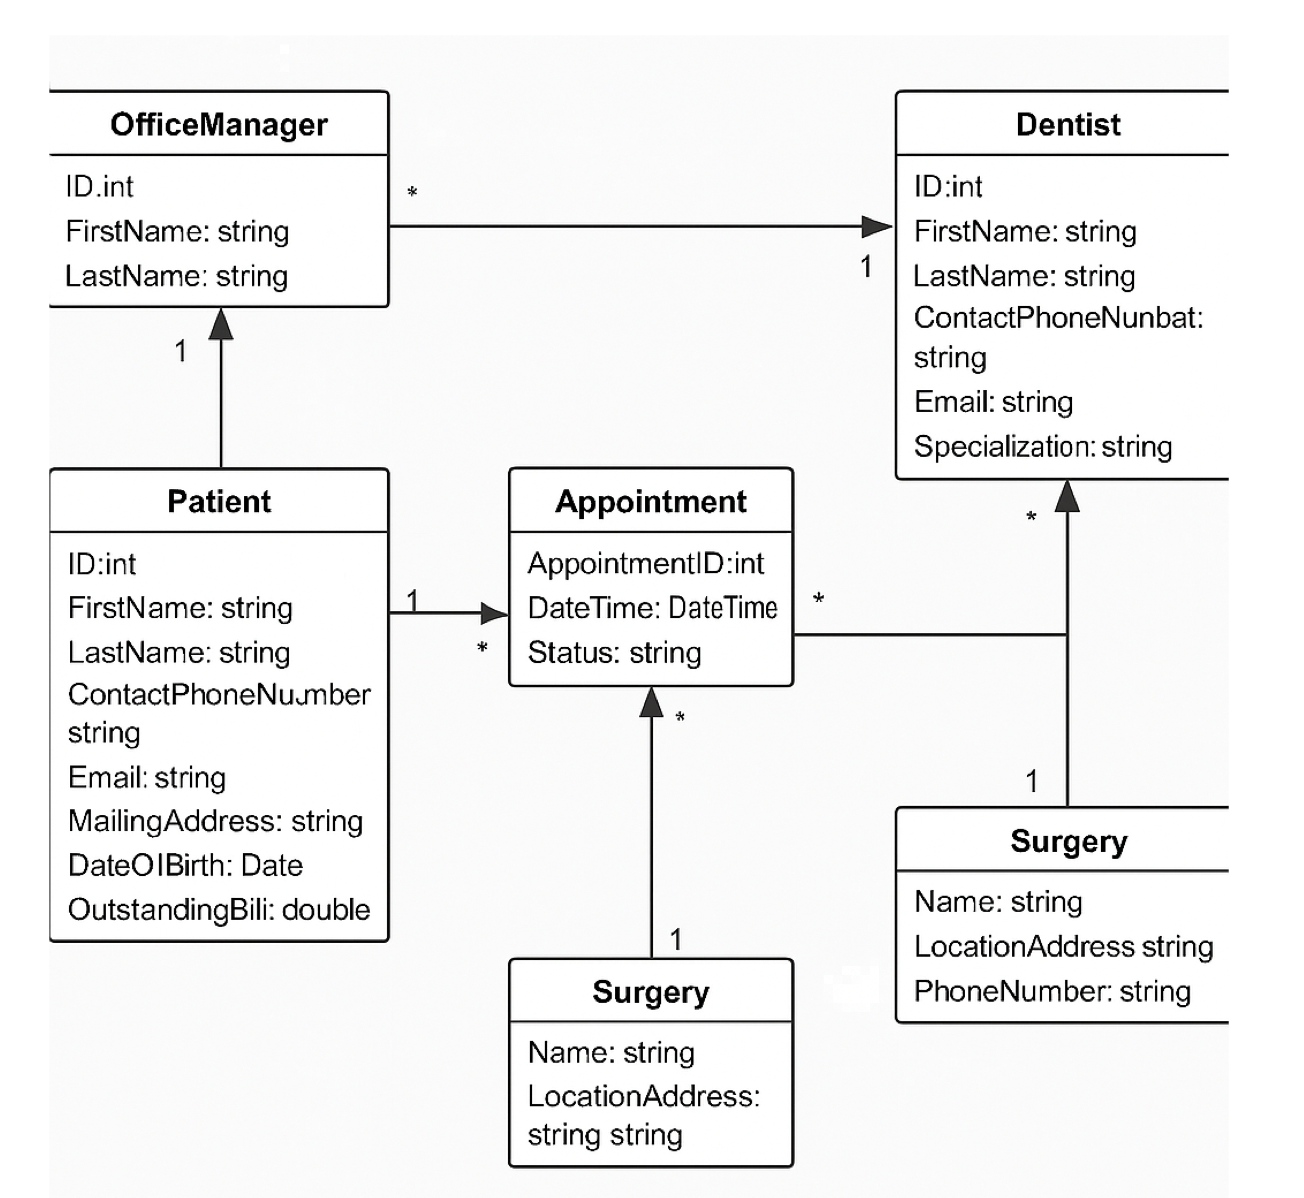 OfficeManager
ID.int
FirstName: string
LastName: string
*
1
Dentist
ID:int
FirstName: string
LastName: string
ContactPhoneNunbat:
string
Email: string
Specialization: string
1
*
Patient
ID:int
FirstName: string
LastName: string
ContactPhoneNumber
string
Email: string
MailingAddress: string
DateOIBirth: Date
OutstandingBili: double
1
*
Appointment
AppointmentID:int
DateTime: DateTime
Status: string
*
*
1
1
Surgery
Name: string
LocationAddress:
string string
Surgery
Name: string
LocationAddress string
PhoneNumber: string